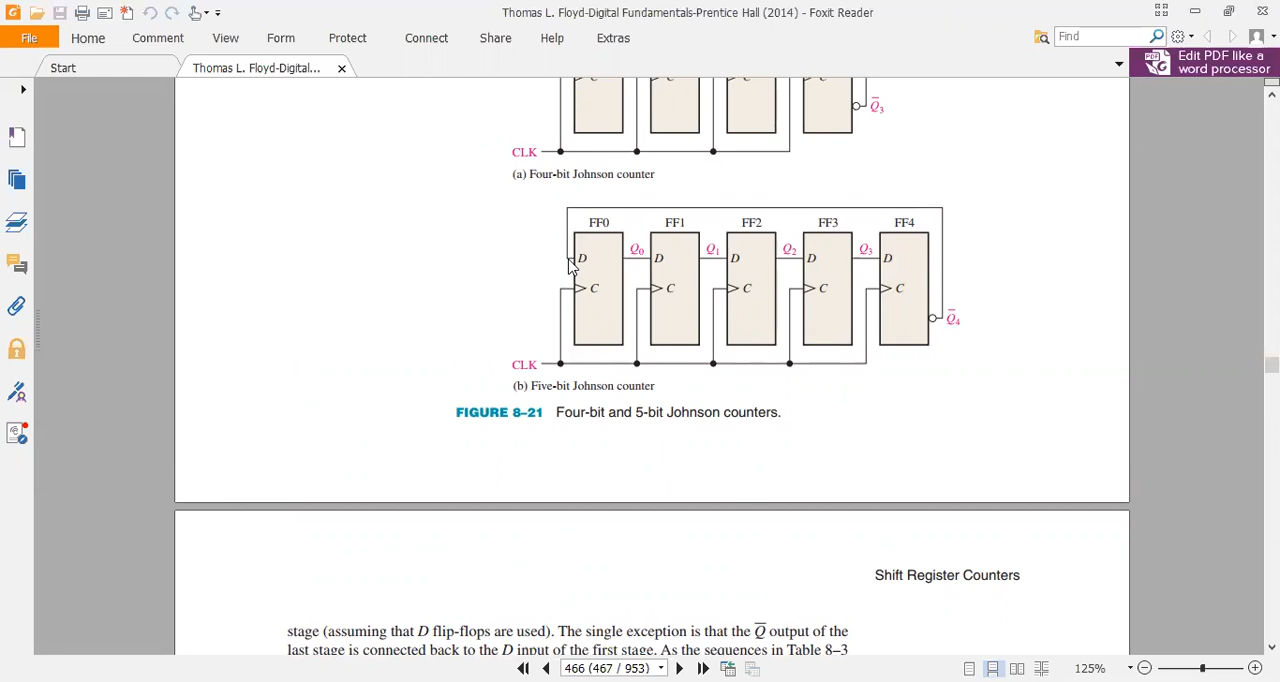 Thomas L. Floyd-Digital Fundamentals-Prentice Hall (2014) - Foxit Reader
File Home Comment View Form Protect Connect Share Help Extras Find
Start Thomas L. Floyd-Digital... Edit PDF like a
word processor
C C C C Q̅3
CLK
(a) Four-bit Johnson counter
FF0 FF1 FF2 FF3 FF4
Q0 Q1 Q2 Q3
D D D D D
C C C C C
Q̅4
CLK
(b) Five-bit Johnson counter
FIGURE 8–21 Four-bit and 5-bit Johnson counters.
Shift Register Counters
stage (assuming that D flip-flops are used). The single exception is that the Q̅ output of the
last stage is connected back to the D input of the first stage. As the sequences in Table 8–3
466 (467 / 953) 125%